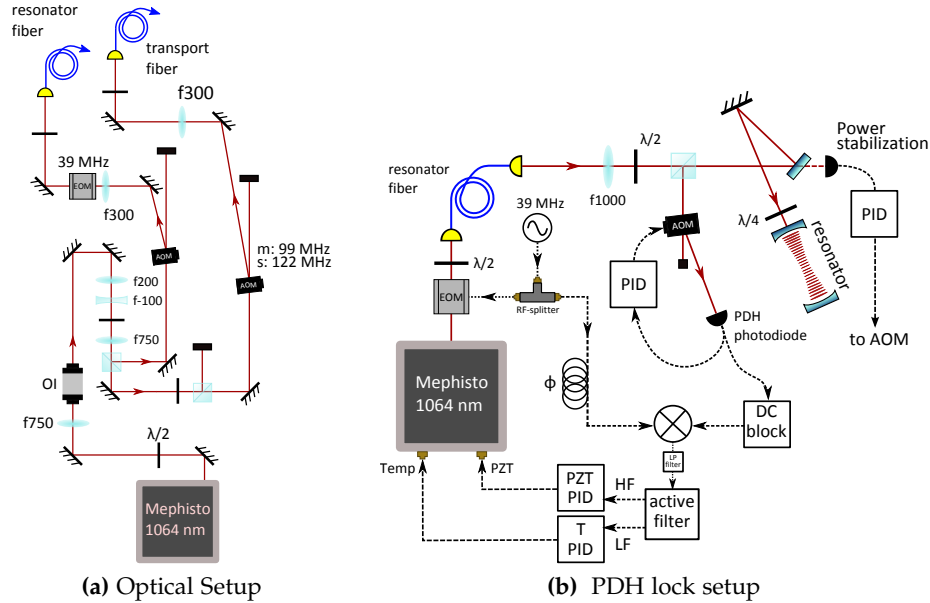 resonator
fiber
transport
fiber
f300
39 MHz
EOM
f300
AOM
m: 99 MHz
s: 122 MHz
AOM
f200
f-100
f750
OI
f750
λ/2
Mephisto
1064 nm
(a) Optical Setup
resonator
fiber
λ/2
f1000
Power
stabilization
PID
to AOM
λ/4
resonator
39 MHz
AOM
PID
PDH
photodiode
λ/2
EOM
RF-splitter
Mephisto
1064 nm
ϕ
DC
block
LP
filter
Temp
PZT
PZT
PID
HF
active
filter
T
PID
LF
(b) PDH lock setup